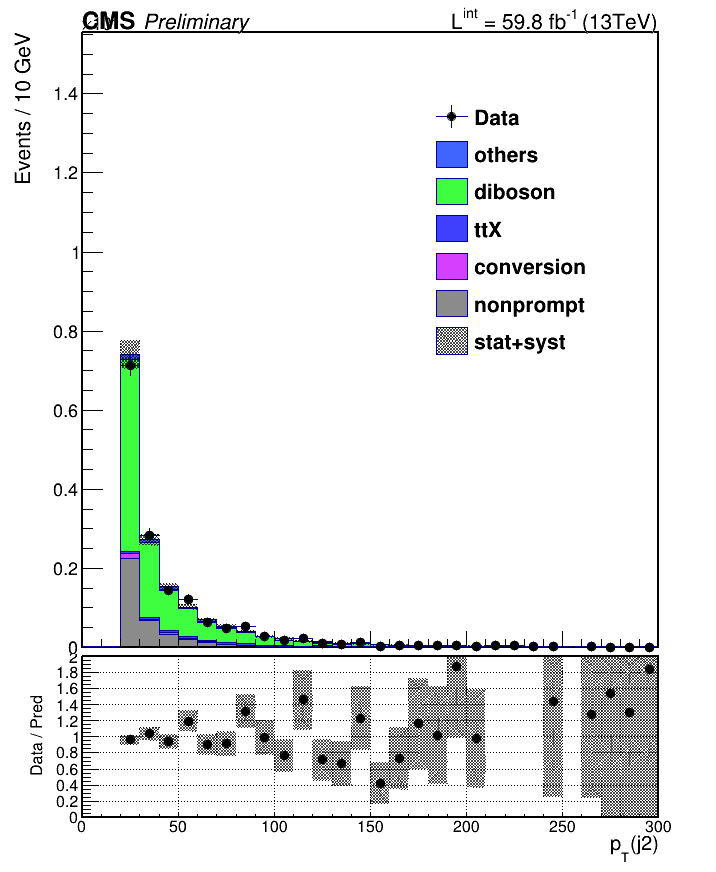 CMS Preliminary
L^int = 59.8 fb^-1 (13TeV)
Events / 10 GeV
1.4
1.2
1
0.8
0.6
0.4
0.2
0
Data
others
diboson
ttX
conversion
nonprompt
stat+syst
Data / Pred
2
1.8
1.6
1.4
1.2
1
0.8
0.6
0.4
0.2
0
0 50 100 150 200 250 300
p_T(j2)